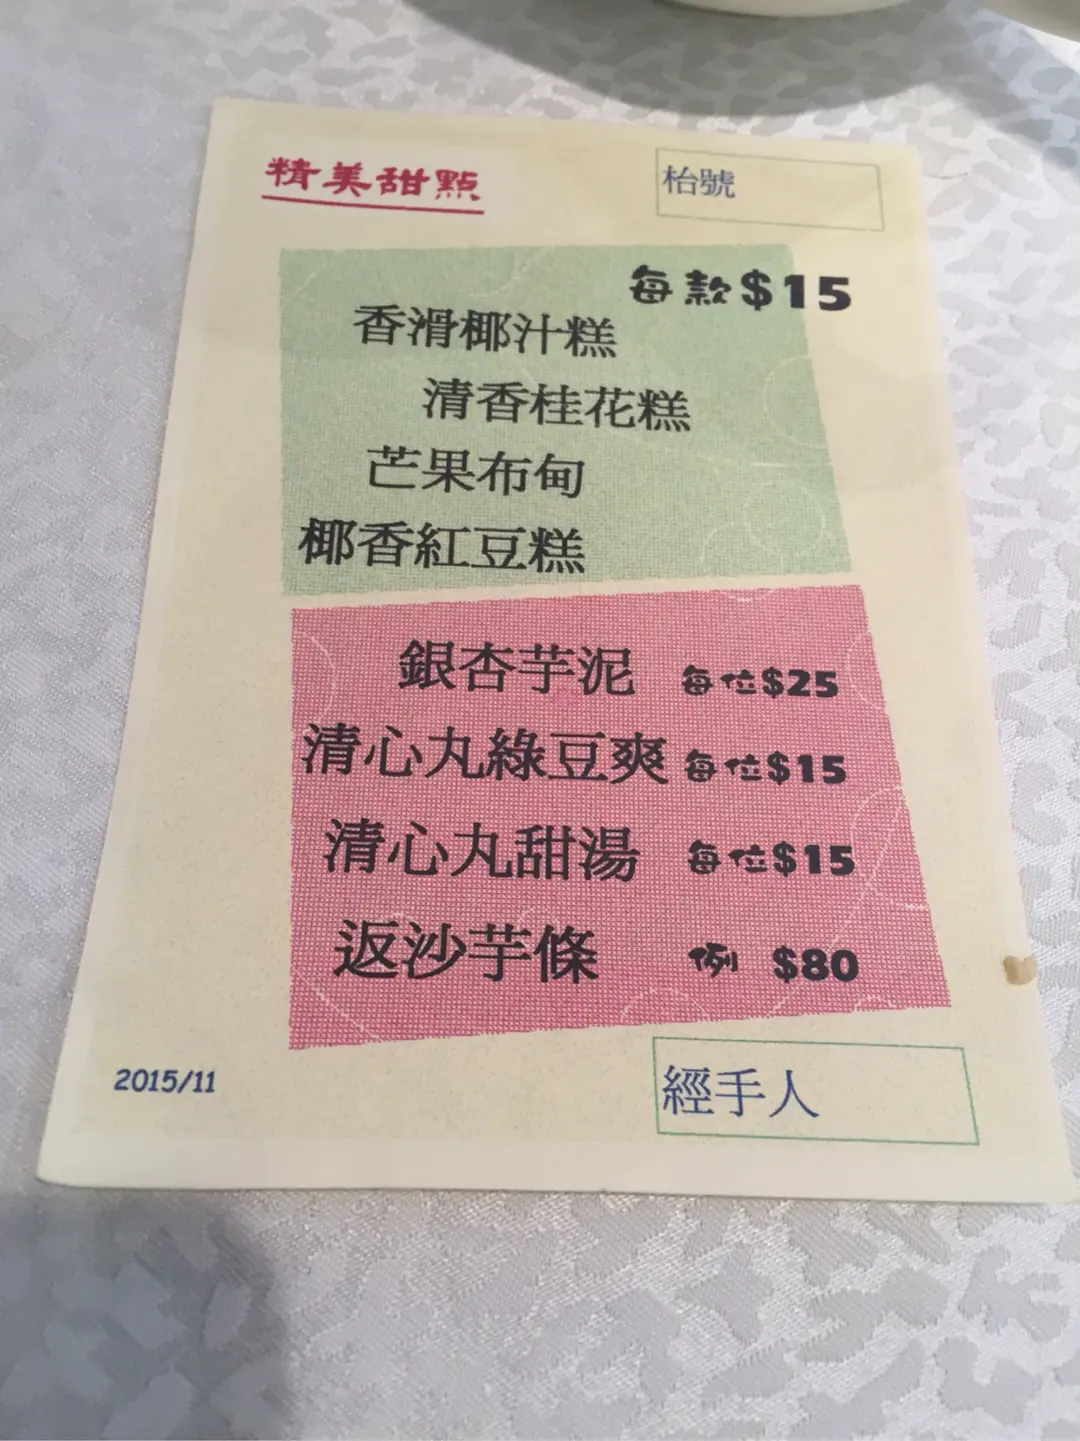 精美甜點
枱號
每款$15
香滑椰汁糕
清香桂花糕
芒果布甸
椰香紅豆糕
銀杏芋泥 每位$25
清心丸綠豆爽 每位$15
清心丸甜湯 每位$15
返沙芋條 例 $80
2015/11
經手人